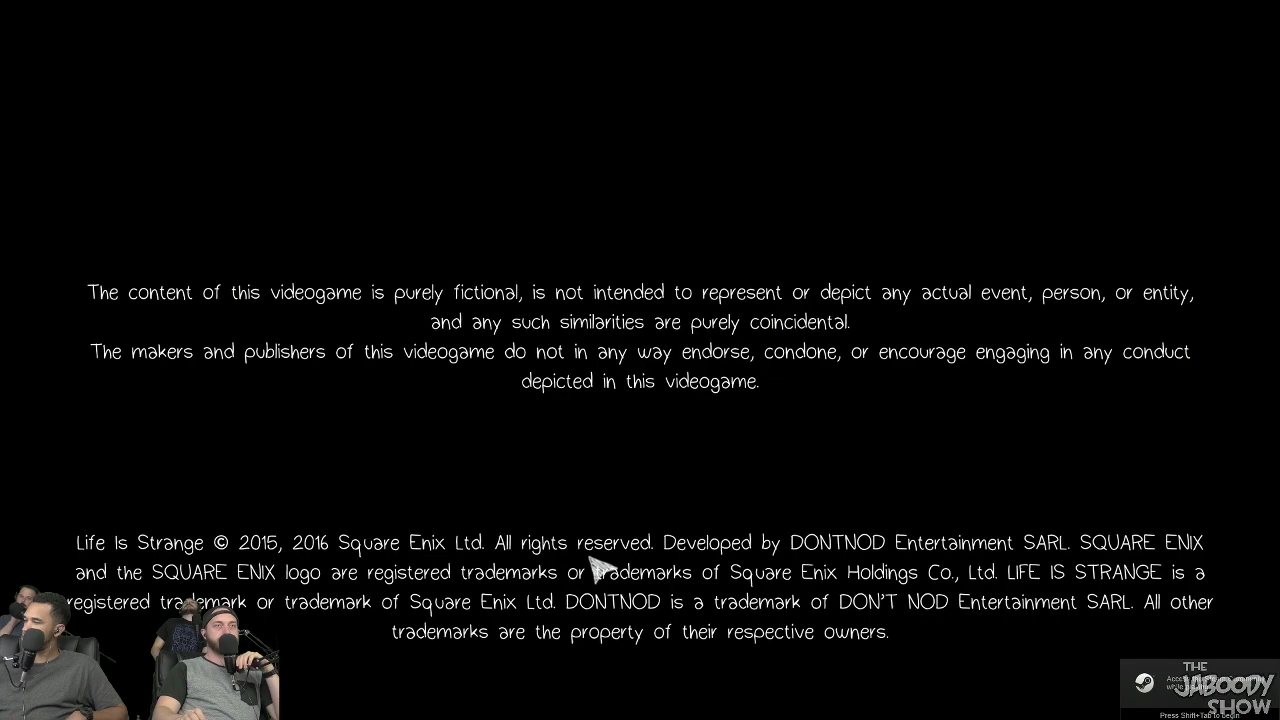 The content of this videogame is purely fictional, is not intended to represent or depict any actual event, person, or entity,
and any such similarities are purely coincidental.
The makers and publishers of this videogame do not in any way endorse, condone, or encourage engaging in any conduct
depicted in this videogame.
Life Is Strange © 2015, 2016 Square Enix Ltd. All rights reserved. Developed by DONTNOD Entertainment SARL. SQUARE ENIX
and the SQUARE ENIX logo are registered trademarks or trademarks of Square Enix Holdings Co., Ltd. LIFE IS STRANGE is a
registered trademark or trademark of Square Enix Ltd. DONTNOD is a trademark of DON'T NOD Entertainment SARL. All other
trademarks are the property of their respective owners.
THE
JABOODY
SHOW
Press Shift+Tab to begin